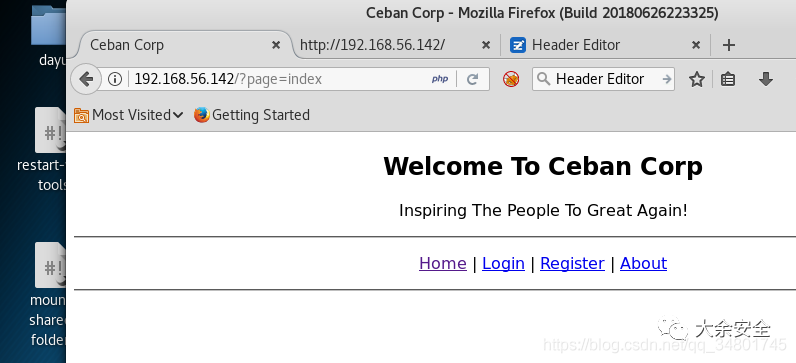 Ceban Corp - Mozilla Firefox (Build 20180626223325)
dayu
Ceban Corp × http://192.168.56.142/ × Header Editor × +
192.168.56.142/?page=index php Header Editor
Most Visited Getting Started
#!
restart-
tools
Welcome To Ceban Corp
Inspiring The People To Great Again!
Home | Login | Register | About
#!
moun
share
folder
大余安全
https://blog.csdn.net/qq_34801745